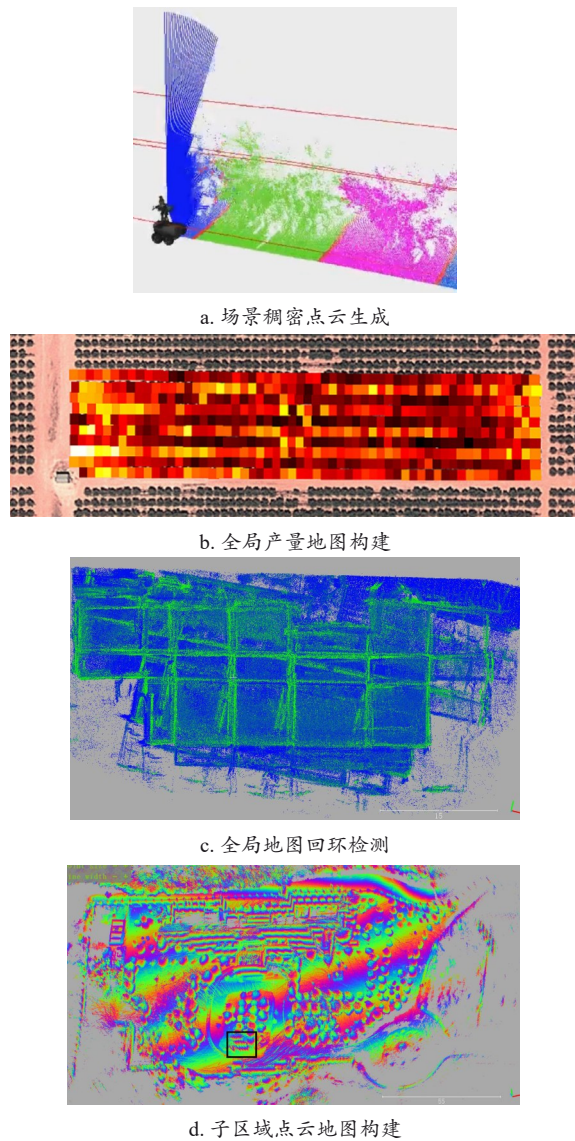 a. 场景稠密点云生成
b. 全局产量地图构建
15
c. 全局地图回环检测
d. 子区域点云地图构建